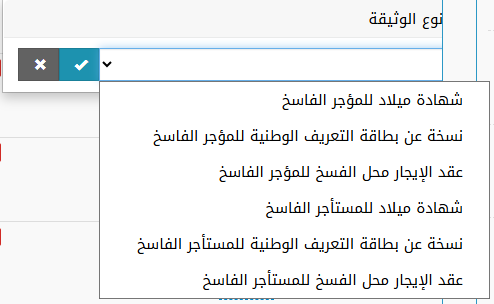 نوع الوثيقة
شهادة ميلاد للمؤجر الفاسخ
نسخة عن بطاقة التعريف الوطنية للمؤجر الفاسخ
عقد الإيجار محل الفسخ للمؤجر الفاسخ
شهادة ميلاد للمستأجر الفاسخ
نسخة عن بطاقة التعريف الوطنية للمستأجر الفاسخ
عقد الإيجار محل الفسخ للمستأجر الفاسخ